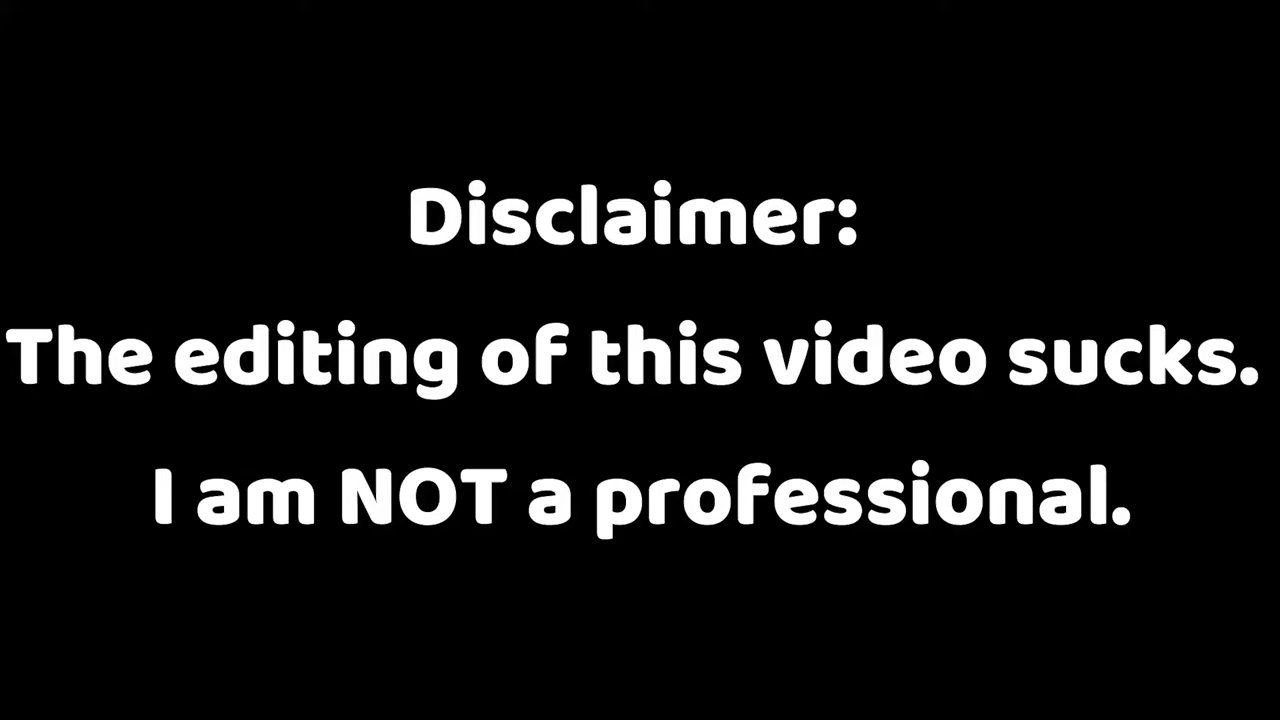 Disclaimer:
The editing of this video sucks.
I am NOT a professional.